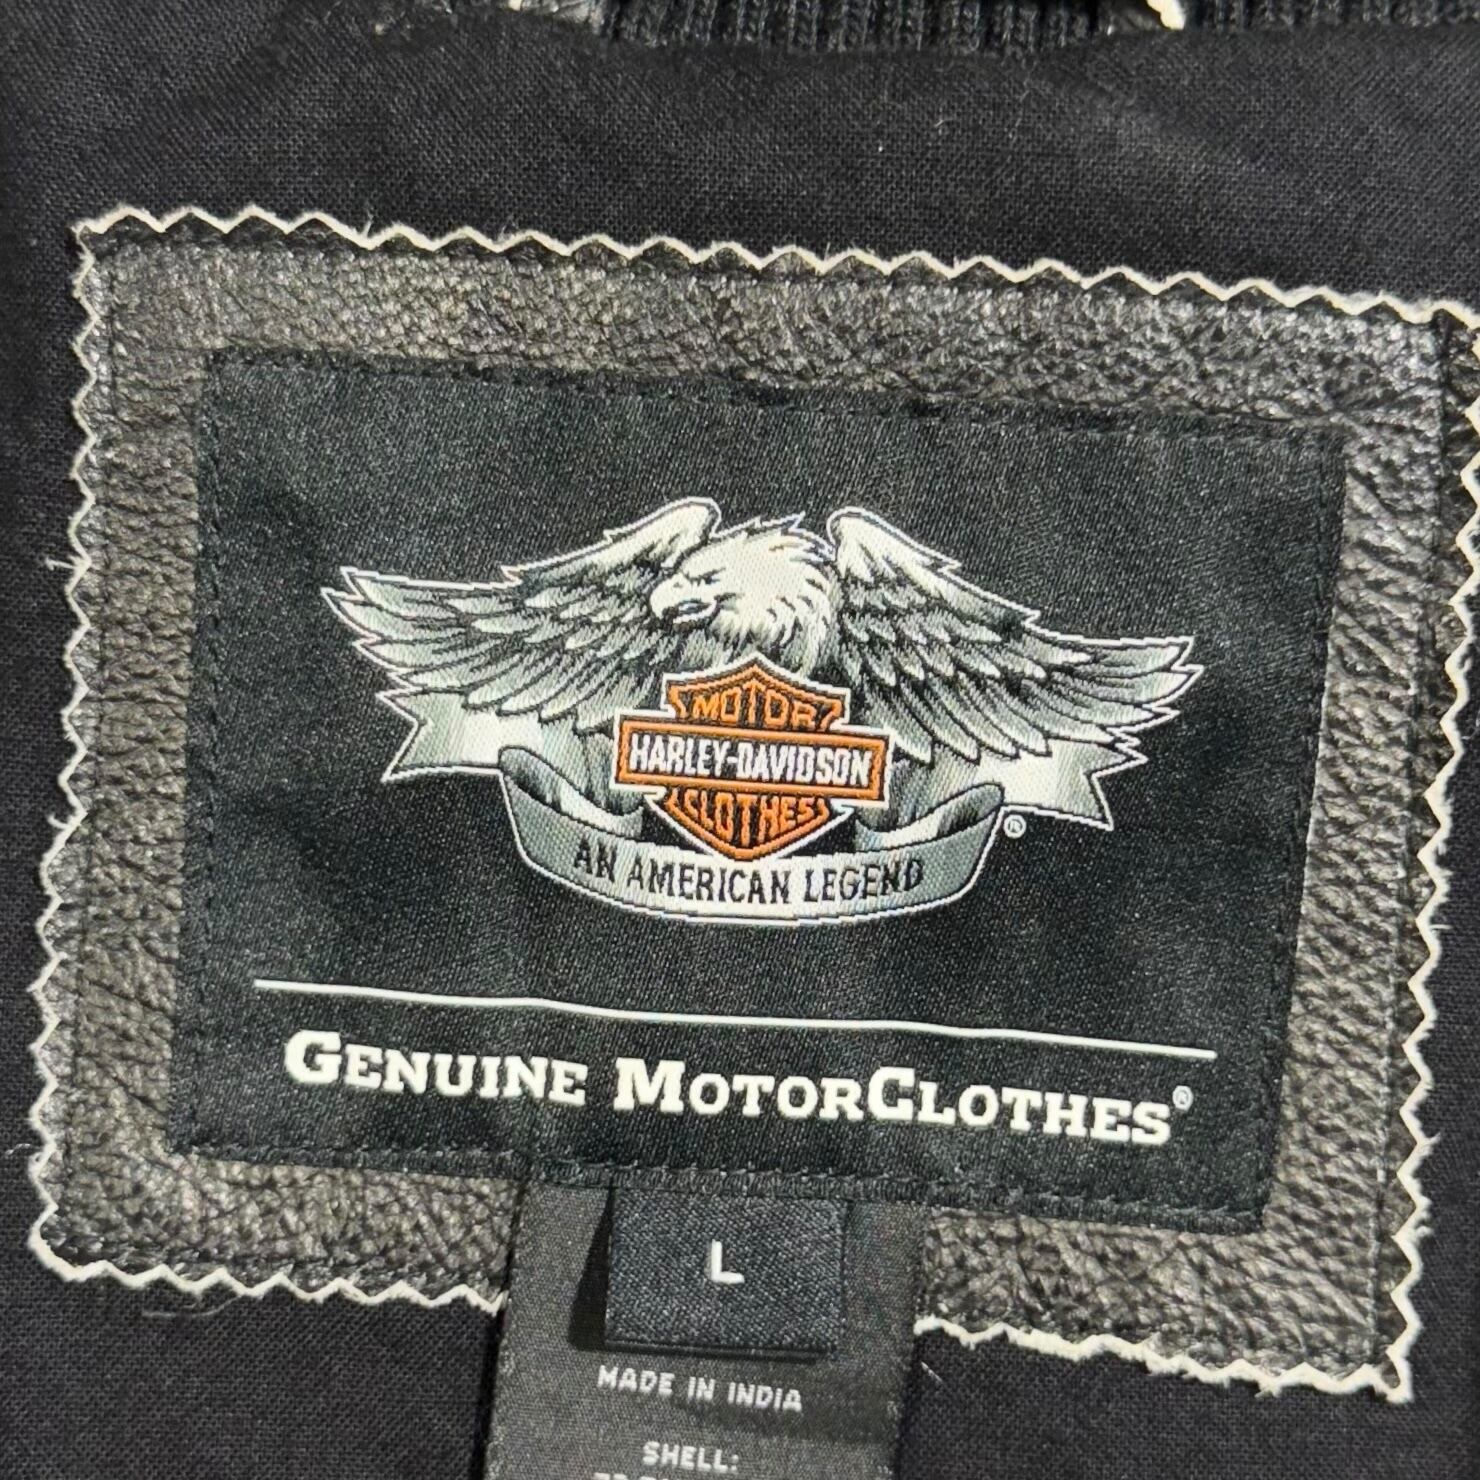 MOTOR
HARLEY-DAVIDSON
CLOTHES
®
AN AMERICAN LEGEND
GENUINE MOTORCLOTHES®
L
MADE IN INDIA
SHELL: